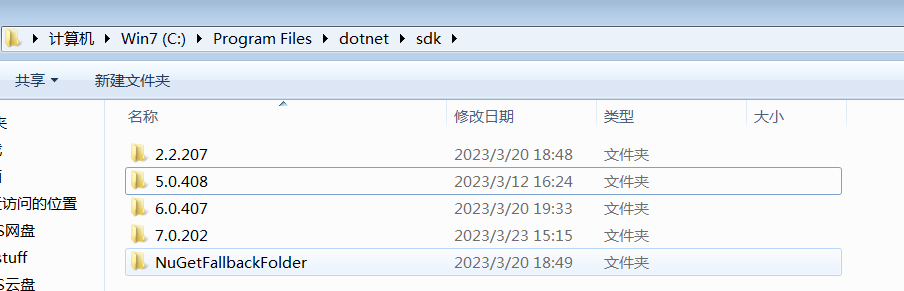 计算机 Win7 (C:) Program Files dotnet sdk
共享 新建文件夹
名称 修改日期 类型 大小
2.2.207 2023/3/20 18:48 文件夹
5.0.408 2023/3/12 16:24 文件夹
6.0.407 2023/3/20 19:33 文件夹
7.0.202 2023/3/23 15:15 文件夹
NuGetFallbackFolder 2023/3/20 18:49 文件夹
访问的位置
S网盘
stuff
S云盘